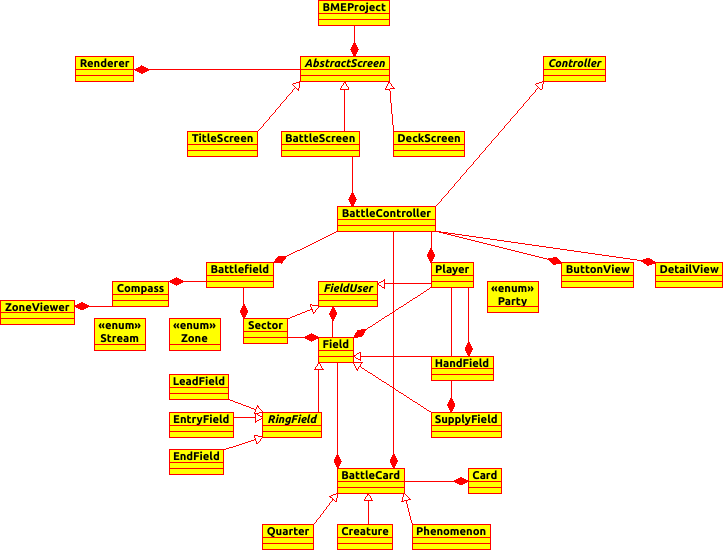 BMEProject
Renderer
AbstractScreen
Controller
TitleScreen
BattleScreen
DeckScreen
BattleController
Battlefield
Player
ButtonView
DetailView
Compass
FieldUser
«enum»
Party
ZoneViewer
«enum»
Stream
«enum»
Zone
Sector
Field
HandField
LeadField
EntryField
RingField
SupplyField
EndField
BattleCard
Card
Quarter
Creature
Phenomenon